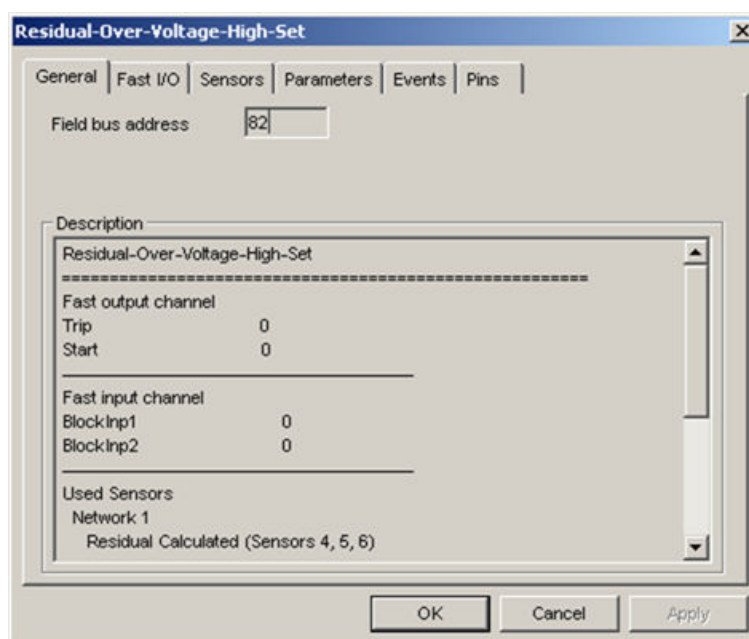 Residual-Over-Voltage-High-Set
General Fast I/O Sensors Parameters Events Pins
Field bus address 82
Description
Residual-Over-Voltage-High-Set
=======================================================
Fast output channel
Trip 0
Start 0
Fast input channel
BlockInp1 0
BlockInp2 0
Used Sensors
Network 1
Residual Calculated (Sensors 4, 5, 6)
OK Cancel Apply